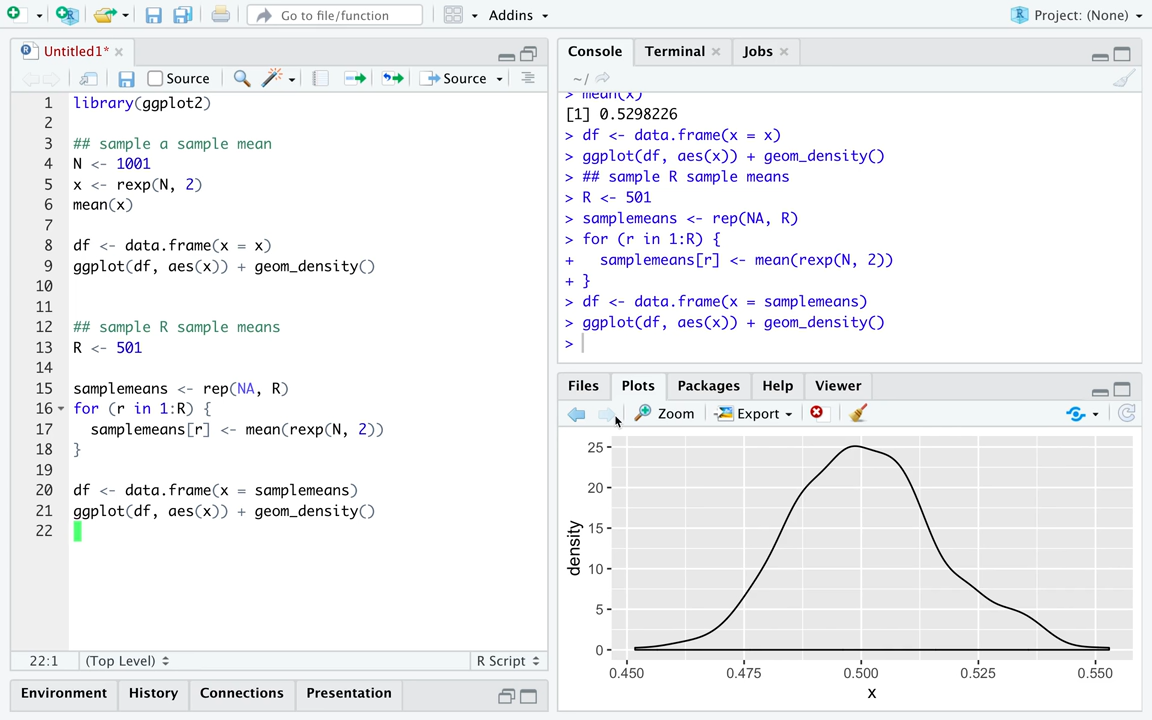 Go to file/function
Addins
Project: (None)
Untitled1*
Source
Source
1 library(ggplot2)
2
3 ## sample a sample mean
4 N <- 1001
5 x <- rexp(N, 2)
6 mean(x)
7
8 df <- data.frame(x = x)
9 ggplot(df, aes(x)) + geom_density()
10
11
12 ## sample R sample means
13 R <- 501
14
15 samplemeans <- rep(NA, R)
16 for (r in 1:R) {
17   samplemeans[r] <- mean(rexp(N, 2))
18 }
19
20 df <- data.frame(x = samplemeans)
21 ggplot(df, aes(x)) + geom_density()
22
22:1 (Top Level) R Script
Environment History Connections Presentation
Console Terminal Jobs
~/
> mean(x)
[1] 0.5298226
> df <- data.frame(x = x)
> ggplot(df, aes(x)) + geom_density()
> ## sample R sample means
> R <- 501
> samplemeans <- rep(NA, R)
> for (r in 1:R) {
+   samplemeans[r] <- mean(rexp(N, 2))
+ }
> df <- data.frame(x = samplemeans)
> ggplot(df, aes(x)) + geom_density()
>
Files Plots Packages Help Viewer
Zoom Export
density
25
20
15
10
5
0
0.450 0.475 0.500 0.525 0.550
x